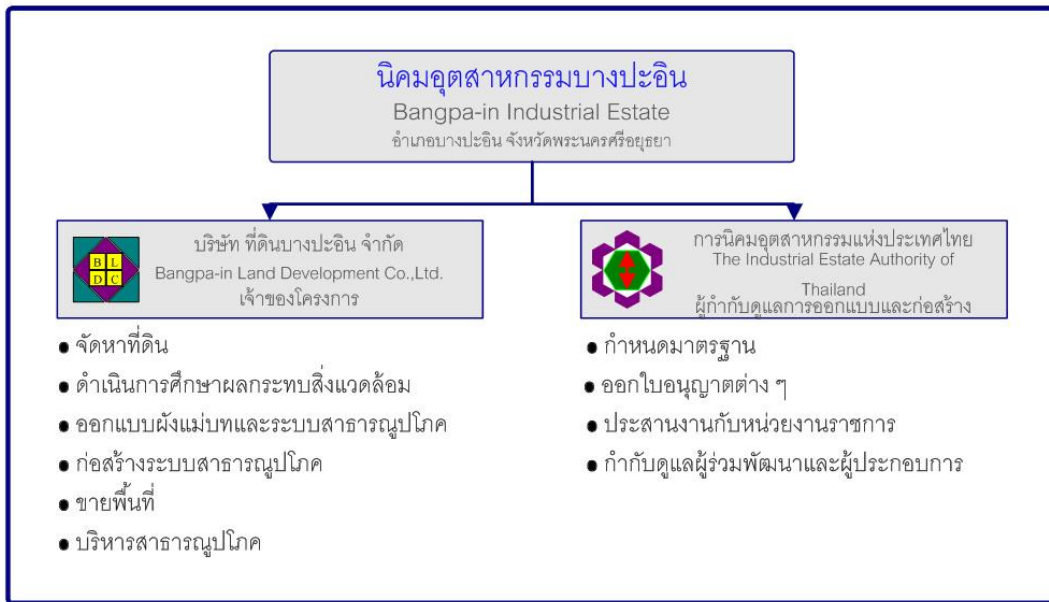 นิคมอุตสาหกรรมบางปะอิน
Bangpa-in Industrial Estate
อำเภอบางปะอิน จังหวัดพระนครศรีอยุธยา
B L
D C
บริษัท ที่ดินบางปะอิน จำกัด
Bangpa-in Land Development Co.,Ltd.
เจ้าของโครงการ
● จัดหาที่ดิน
● ดำเนินการศึกษาผลกระทบสิ่งแวดล้อม
● ออกแบบผังแม่บทและระบบสาธารณูปโภค
● ก่อสร้างระบบสาธารณูปโภค
● ขายพื้นที่
● บริหารสาธารณูปโภค
การนิคมอุตสาหกรรมแห่งประเทศไทย
The Industrial Estate Authority of
Thailand
ผู้กำกับดูแลการออกแบบและก่อสร้าง
● กำหนดมาตรฐาน
● ออกใบอนุญาตต่าง ๆ
● ประสานงานกับหน่วยงานราชการ
● กำกับดูแลผู้ร่วมพัฒนาและผู้ประกอบการ